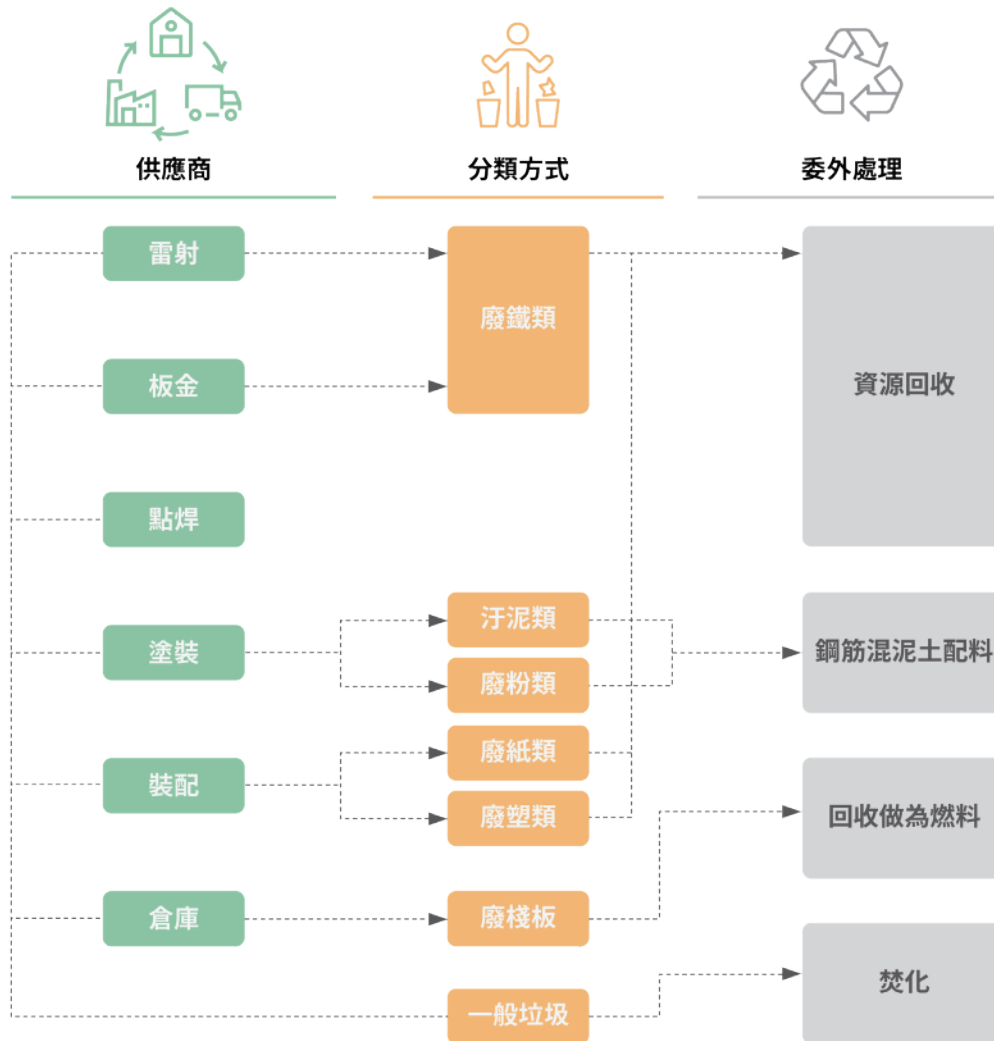 供應商
分類方式
委外處理
雷射
廢鐵類
資源回收
板金
點焊
塗裝
汙泥類
廢粉類
鋼筋混泥土配料
裝配
廢紙類
廢塑類
回收做為燃料
倉庫
廢棧板
一般垃圾
焚化